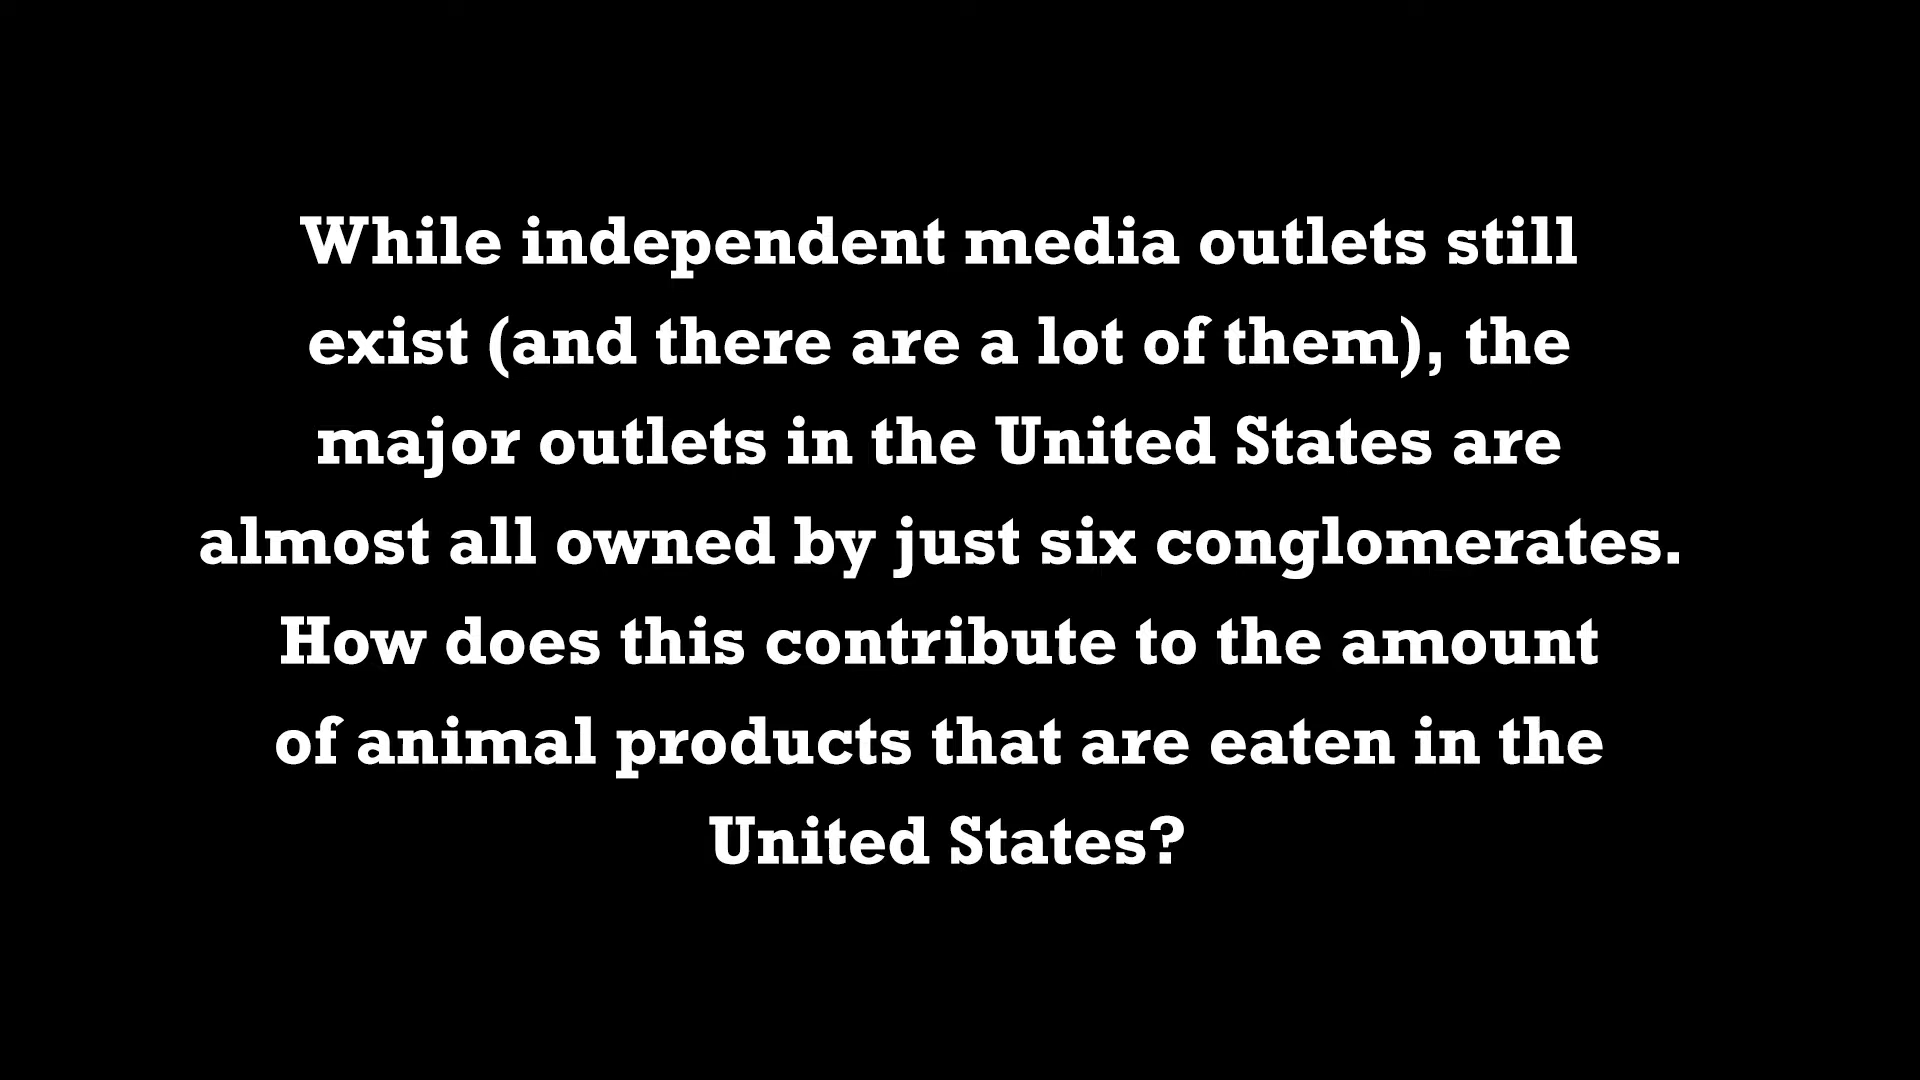 While independent media outlets still
exist (and there are a lot of them), the
major outlets in the United States are
almost all owned by just six conglomerates.
How does this contribute to the amount
of animal products that are eaten in the
United States?